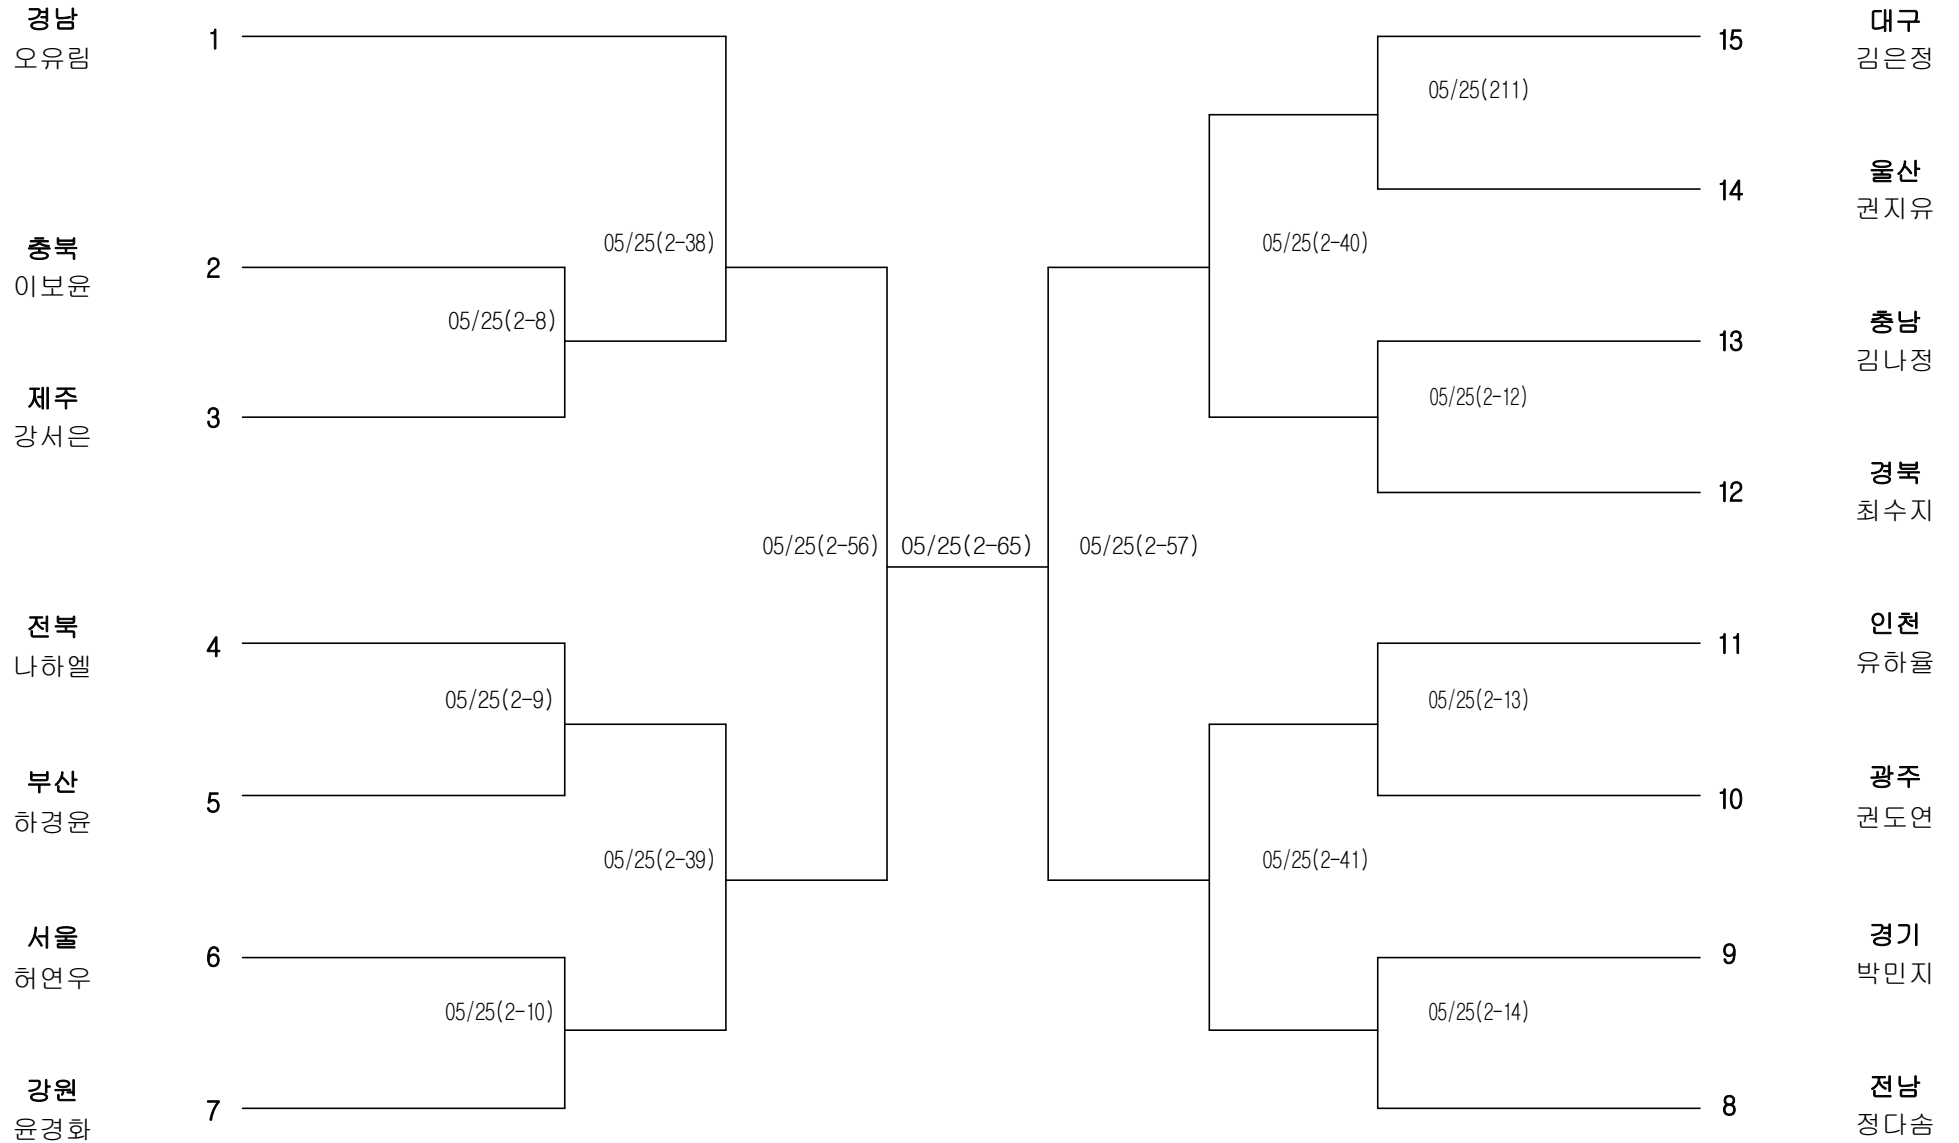 경남
오유림
1
05/25(2-38)
충북
이보윤
2
05/25(2-8)
제주
강서은
3
05/25(2-56)
전북
나하엘
4
05/25(2-9)
부산
하경윤
5
05/25(2-39)
서울
허연우
6
05/25(2-10)
강원
윤경화
7
05/25(2-65)
15
대구
김은정
05/25(211)
14
울산
권지유
05/25(2-40)
13
충남
김나정
05/25(2-12)
12
경북
최수지
05/25(2-57)
11
인천
유하율
05/25(2-13)
10
광주
권도연
05/25(2-41)
9
경기
박민지
05/25(2-14)
8
전남
정다솜